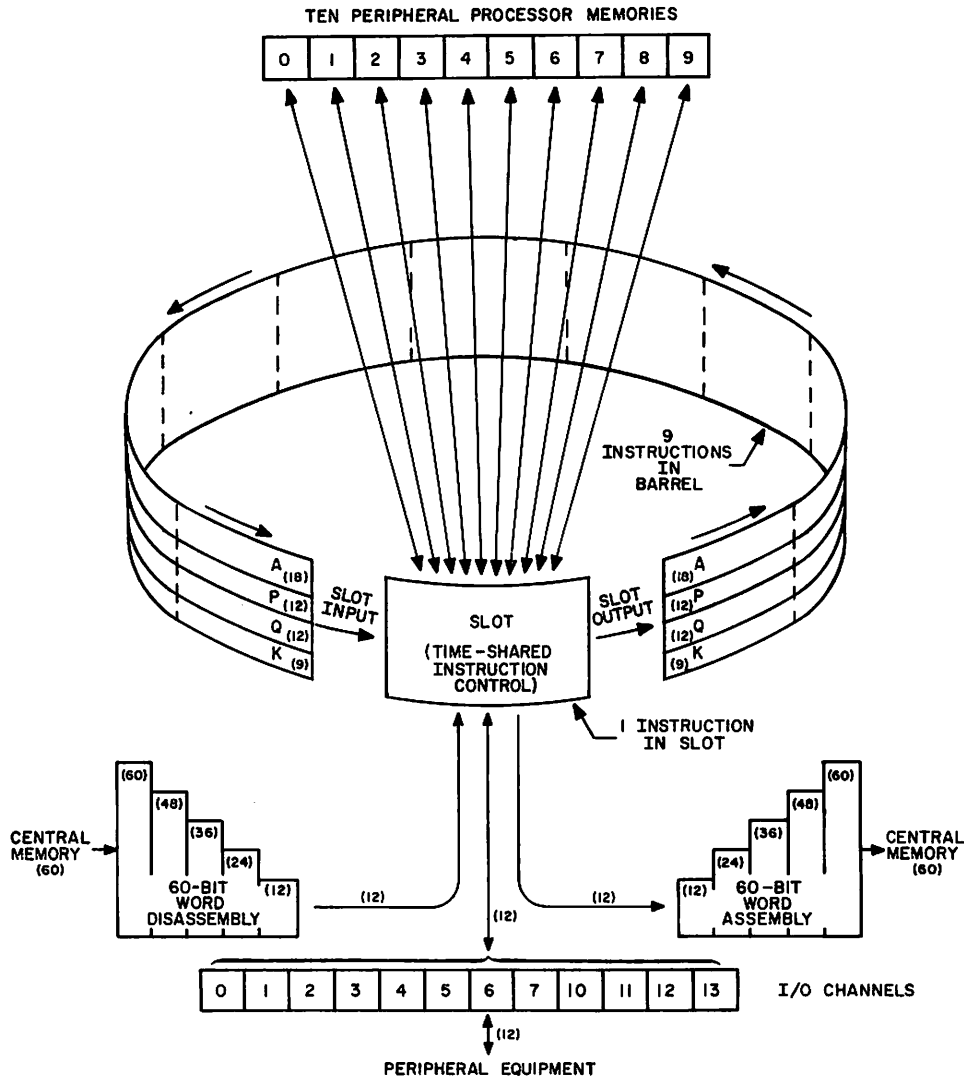 TEN PERIPHERAL PROCESSOR MEMORIES
0 1 2 3 4 5 6 7 8 9
9
INSTRUCTIONS
IN
BARREL
A (18)
P (12)
Q (12)
K (9)
SLOT
INPUT
SLOT
(TIME-SHARED
INSTRUCTION
CONTROL)
SLOT
OUTPUT
(18) A
(12) P
(12) Q
(9) K
1 INSTRUCTION
IN SLOT
CENTRAL
MEMORY
(60)
(60)
(48)
(36)
(24)
(12)
60-BIT
WORD
DISASSEMBLY
(12)
(12)
(12)
(12)
(24)
(36)
(48)
(60)
60-BIT
WORD
ASSEMBLY
CENTRAL
MEMORY
(60)
0 1 2 3 4 5 6 7 10 11 12 13
I/O CHANNELS
(12)
PERIPHERAL EQUIPMENT